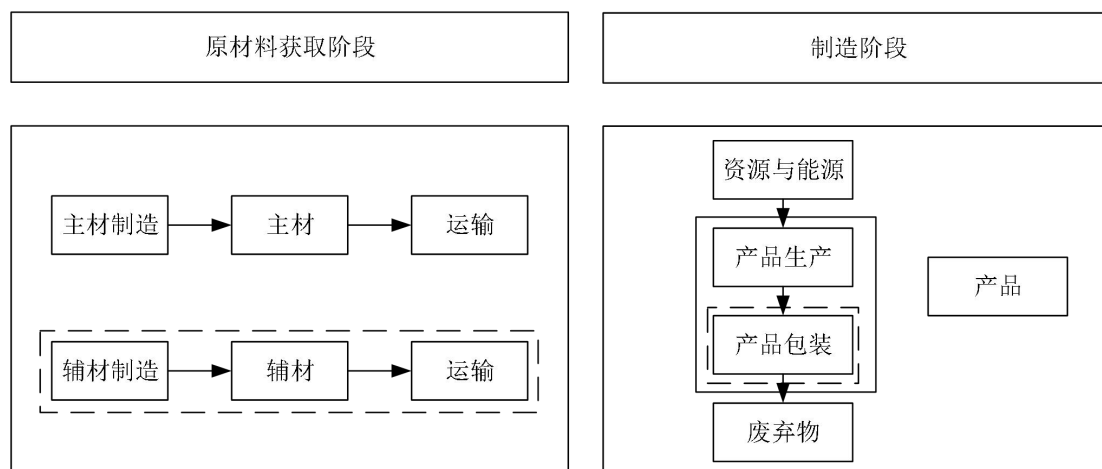 原材料获取阶段
制造阶段
主材制造
主材
运输
辅材制造
辅材
运输
资源与能源
产品生产
产品包装
废弃物
产品